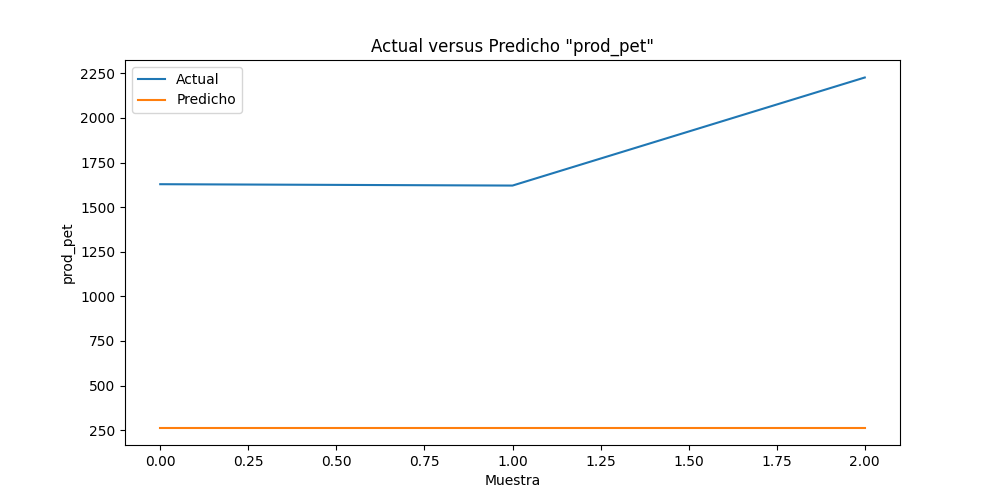 Actual versus Predicho "prod_pet"
Actual
Predicho
prod_pet
2250
2000
1750
1500
1250
1000
750
500
250
0.00 0.25 0.50 0.75 1.00 1.25 1.50 1.75 2.00
Muestra